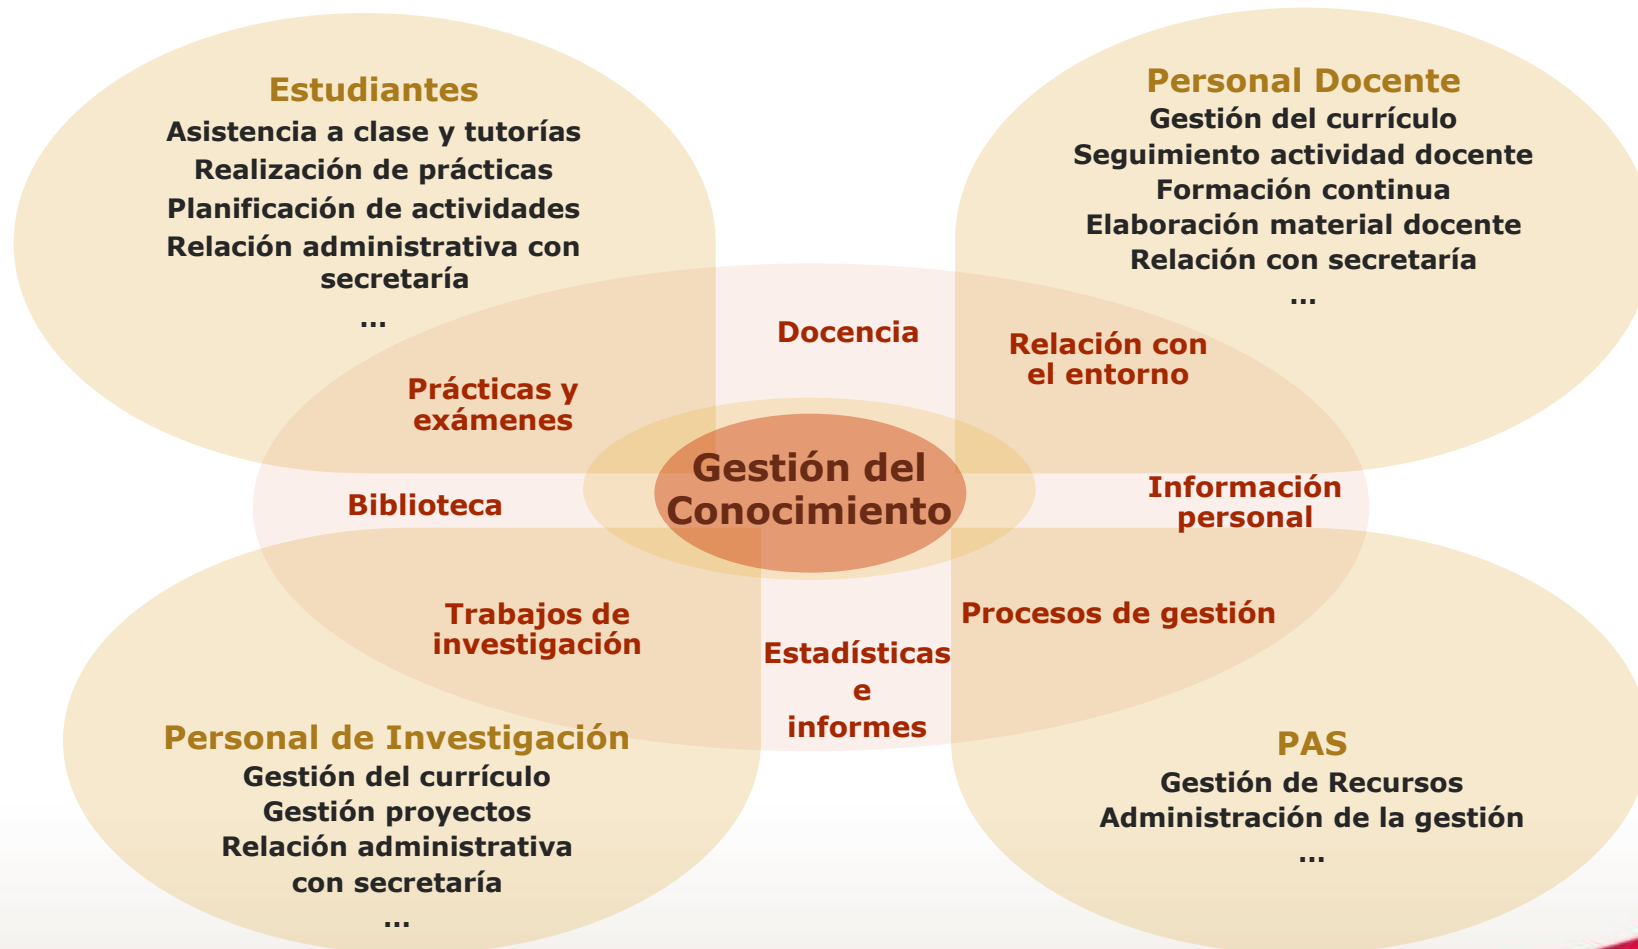 Estudiantes
Asistencia a clase y tutorías
Realización de prácticas
Planificación de actividades
Relación administrativa con
secretaría
...
Personal Docente
Gestión del currículo
Seguimiento actividad docente
Formación continua
Elaboración material docente
Relación con secretaría
...
Docencia
Relación con
el entorno
Prácticas y
exámenes
Gestión del
Conocimiento
Biblioteca
Información
personal
Trabajos de
investigación
Procesos de gestión
Estadísticas
e
informes
Personal de Investigación
Gestión del currículo
Gestión proyectos
Relación administrativa
con secretaría
...
PAS
Gestión de Recursos
Administración de la gestión
...